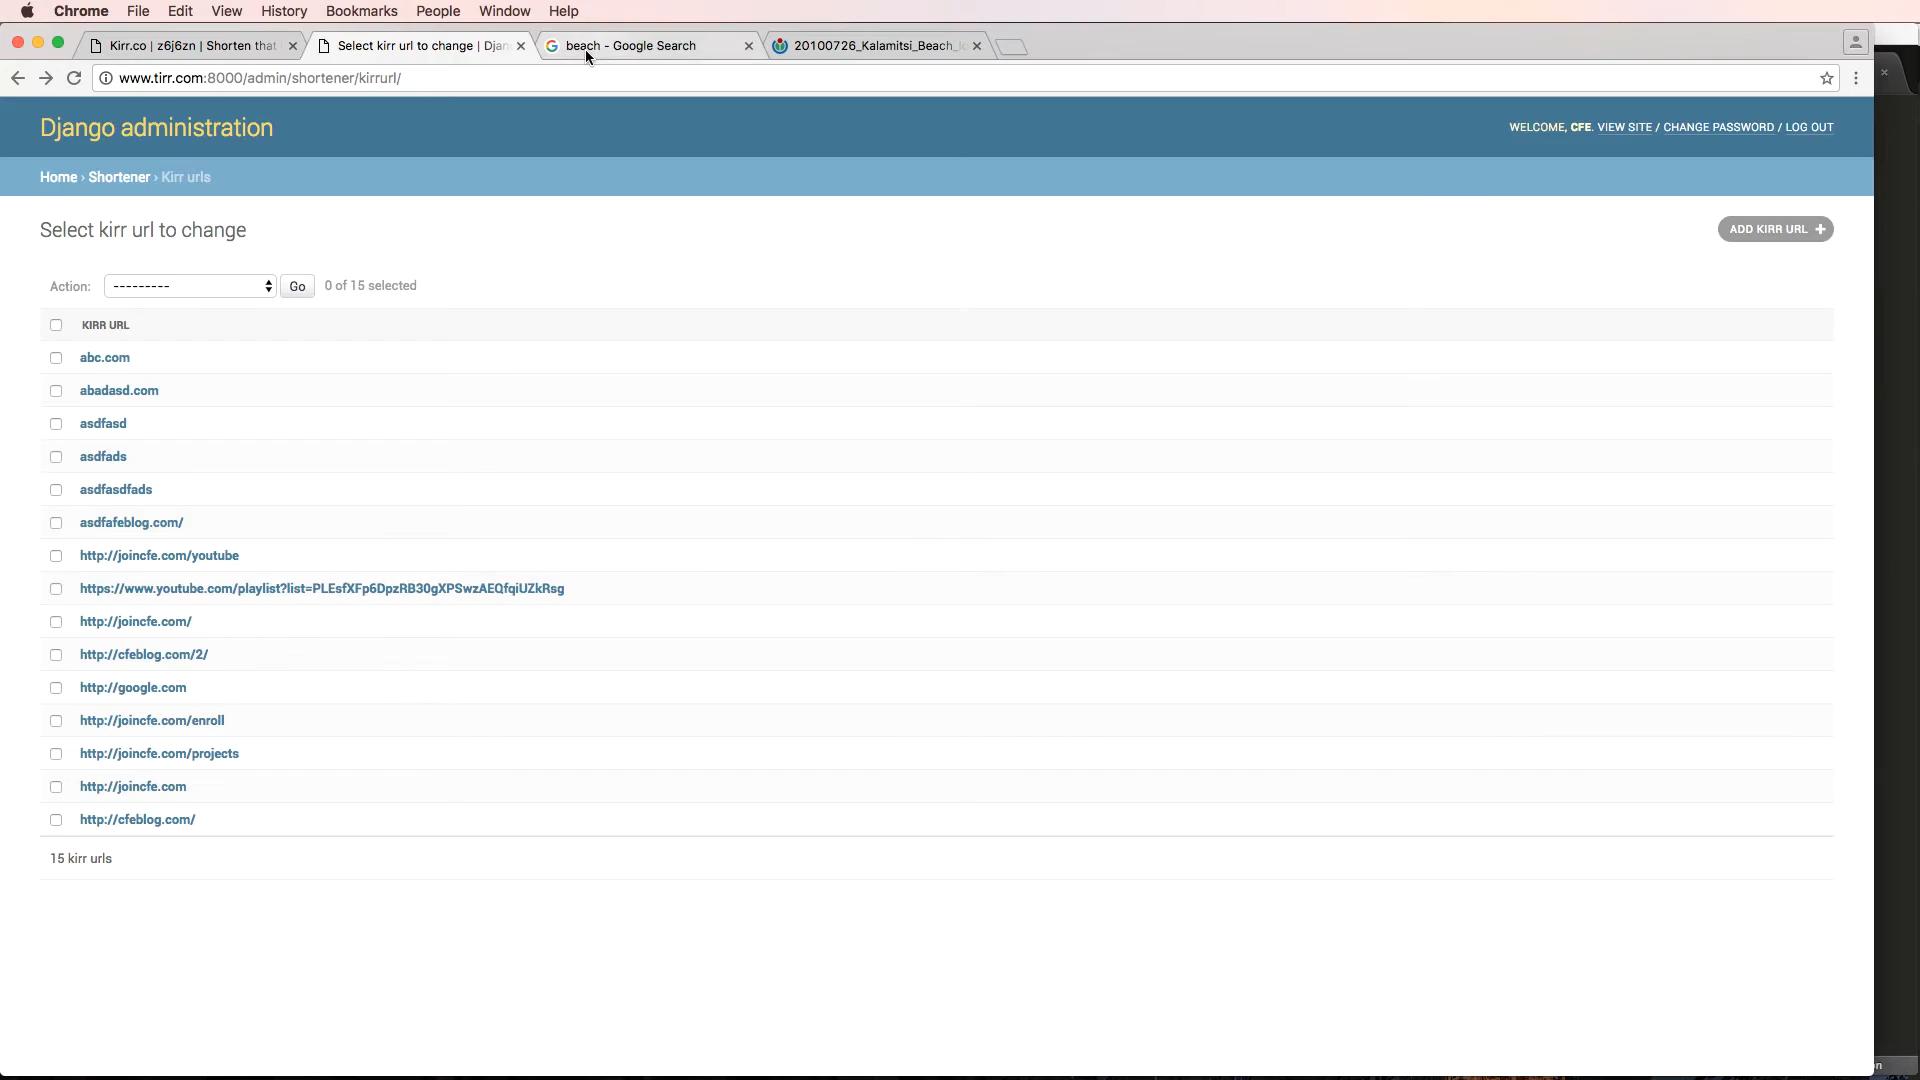 Chrome File Edit View History Bookmarks People Window Help
Kirr.co | z6j6zn | Shorten that
Select kirr url to change | Djan
beach - Google Search
20100726_Kalamitsi_Beach_
www.tirr.com:8000/admin/shortener/kirrurl/
Django administration
WELCOME, CFE. VIEW SITE / CHANGE PASSWORD / LOG OUT
Home › Shortener › Kirr urls
Select kirr url to change
ADD KIRR URL +
Action: --------- Go 0 of 15 selected
KIRR URL
abc.com
abadasd.com
asdfasd
asdfads
asdfasdfads
asdfafeblog.com/
http://joincfe.com/youtube
https://www.youtube.com/playlist?list=PLEsfXFp6DpzRB30gXPSwzAEQfqiUZkRsg
http://joincfe.com/
http://cfeblog.com/2/
http://google.com
http://joincfe.com/enroll
http://joincfe.com/projects
http://joincfe.com
http://cfeblog.com/
15 kirr urls